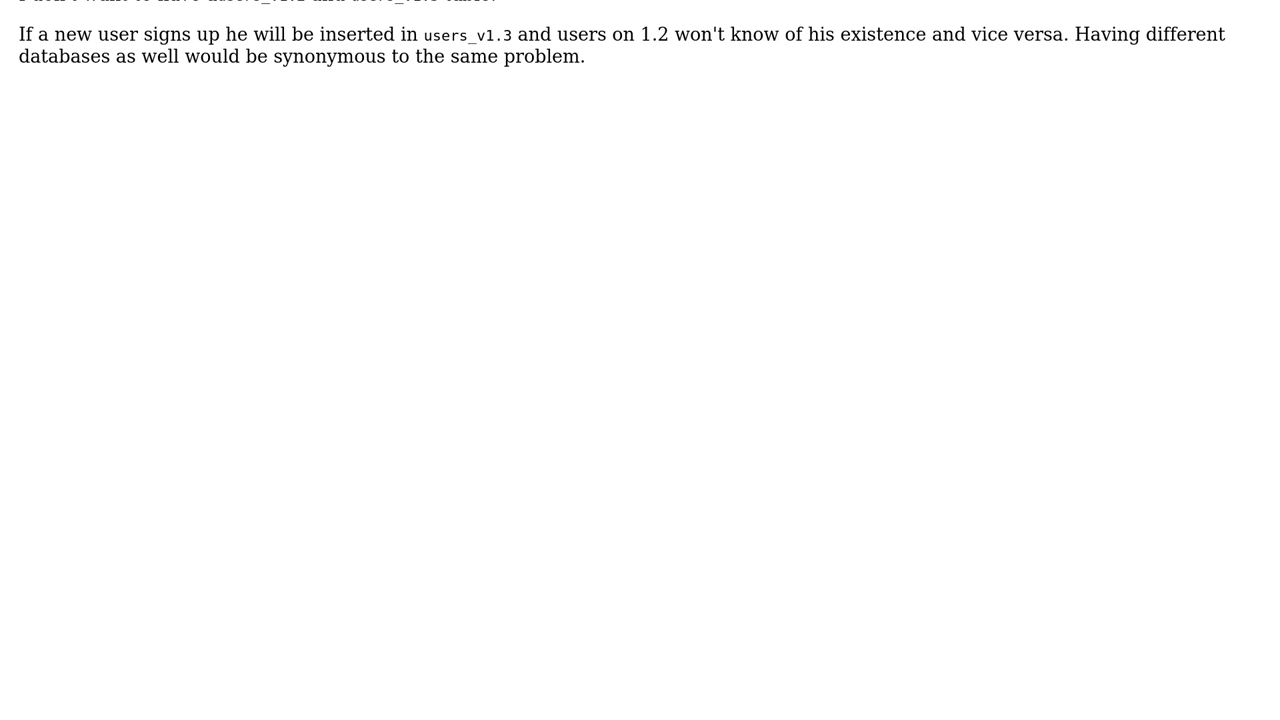 If a new user signs up he will be inserted in users_v1.3 and users on 1.2 won't know of his existence and vice versa. Having different
databases as well would be synonymous to the same problem.